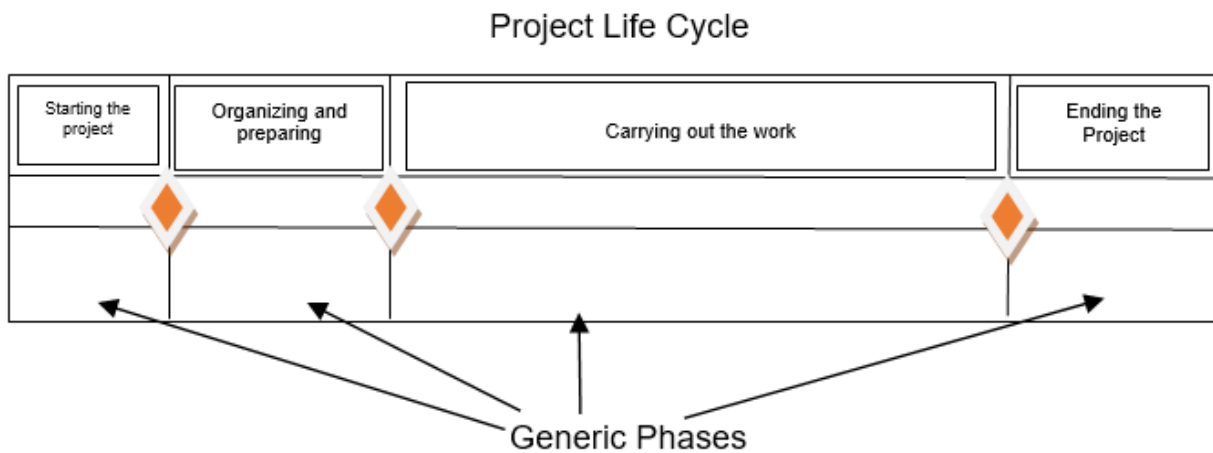 Project Life Cycle
Starting the
project
Organizing and
preparing
Carrying out the work
Ending the
Project
Generic Phases